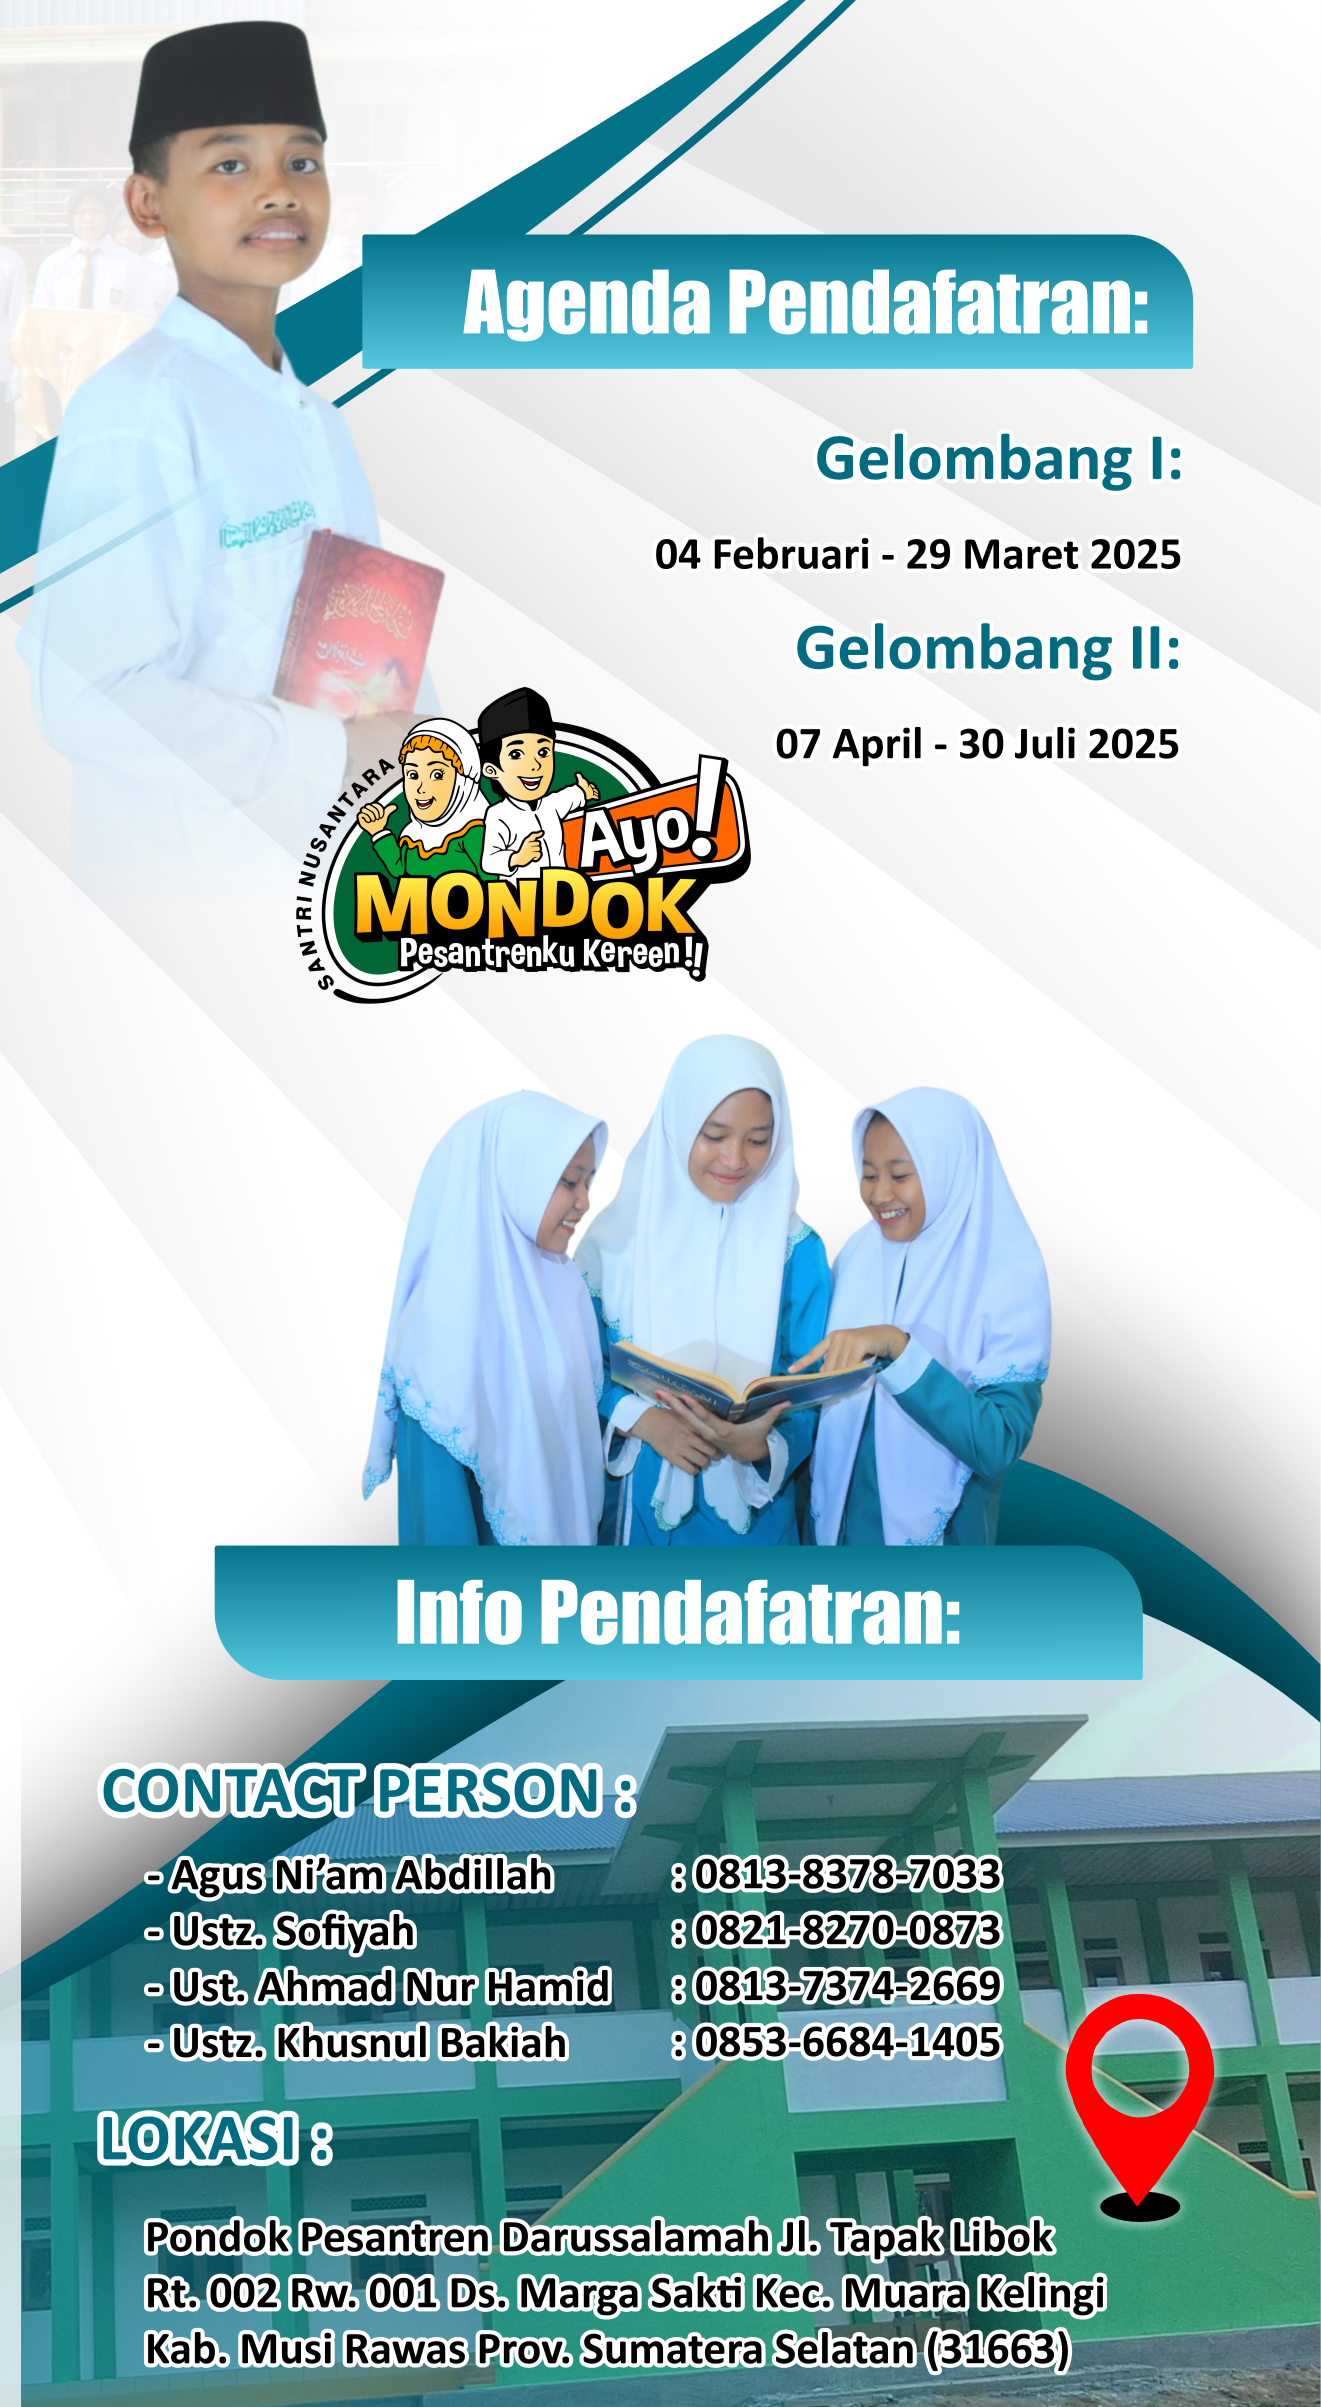 Agenda Pendafatran:
Gelombang I:
04 Februari - 29 Maret 2025
Gelombang II:
07 April - 30 Juli 2025
SANTRI NUSANTARA
Ayo!
MONDOK
Pesantrenku Kereen!!
Info Pendafatran:
CONTACT PERSON :
- Agus Ni’am Abdillah : 0813-8378-7033
- Ustz. Sofiyah : 0821-8270-0873
- Ust. Ahmad Nur Hamid : 0813-7374-2669
- Ustz. Khusnul Bakiah : 0853-6684-1405
LOKASI :
Pondok Pesantren Darussalamah Jl. Tapak Libok
Rt. 002 Rw. 001 Ds. Marga Sakti Kec. Muara Kelingi
Kab. Musi Rawas Prov. Sumatera Selatan (31663)